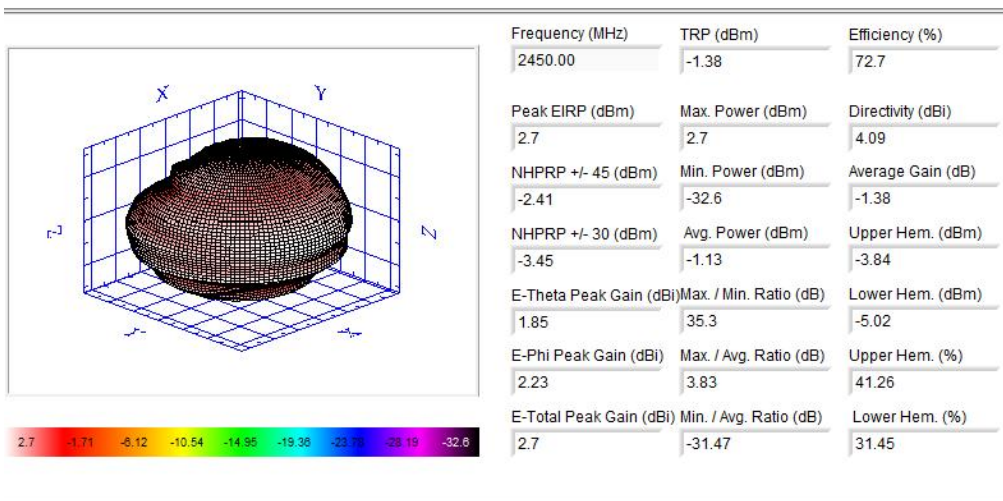 Frequency (MHz) TRP (dBm) Efficiency (%)
2450.00 -1.38 72.7
X Y
Peak EIRP (dBm) Max. Power (dBm) Directivity (dBi)
2.7 2.7 4.09
NHPRP +/- 45 (dBm) Min. Power (dBm) Average Gain (dB)
-2.41 -32.6 -1.38
Z
NHPRP +/- 30 (dBm) Avg. Power (dBm) Upper Hem. (dBm)
-3.45 -1.13 -3.84
E-Theta Peak Gain (dBi) Max. / Min. Ratio (dB) Lower Hem. (dBm)
1.85 35.3 -5.02
E-Phi Peak Gain (dBi) Max. / Avg. Ratio (dB) Upper Hem. (%)
2.23 3.83 41.26
E-Total Peak Gain (dBi) Min. / Avg. Ratio (dB) Lower Hem. (%)
2.7 -31.47 31.45
2.7 -1.71 -6.12 -10.54 -14.95 -19.36 -28.19 -32.6